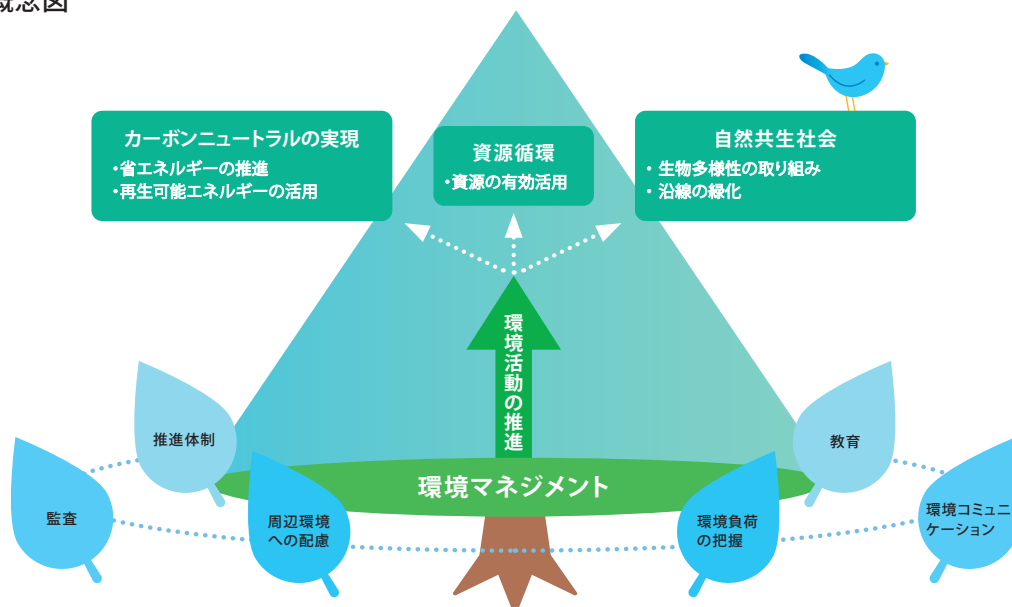 概念図
カーボンニュートラルの実現
・省エネルギーの推進
・再生可能エネルギーの活用
資源循環
・資源の有効活用
自然共生社会
・ 生物多様性の取り組み
・ 沿線の緑化
環境活動の推進
環境マネジメント
推進体制
教育
監査
周辺環境
への配慮
環境負荷
の把握
環境コミュニ
ケーション